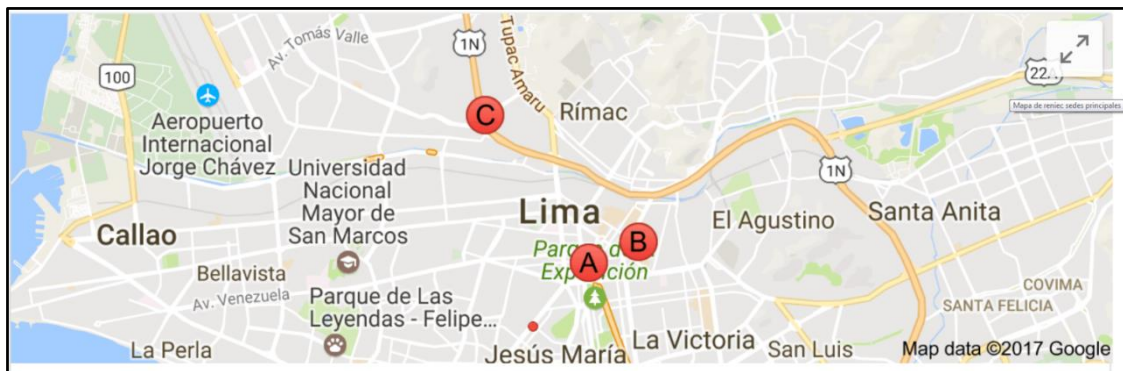 Av. Tomás Valle
1N
Tupac Amaru
100
22A
Mapa de reniec sedes principales
C
Rímac
Aeropuerto
Internacional
Jorge Chávez
Universidad
Nacional
Mayor de
San Marcos
1N
Lima
El Agustino
Santa Anita
Callao
B
Parque de la
A
Exposición
Bellavista
Av. Venezuela
COVIMA
SANTA FELICIA
Parque de Las
Leyendas - Felipe...
La Perla
Jesús María
La Victoria
San Luis
Map data ©2017 Google